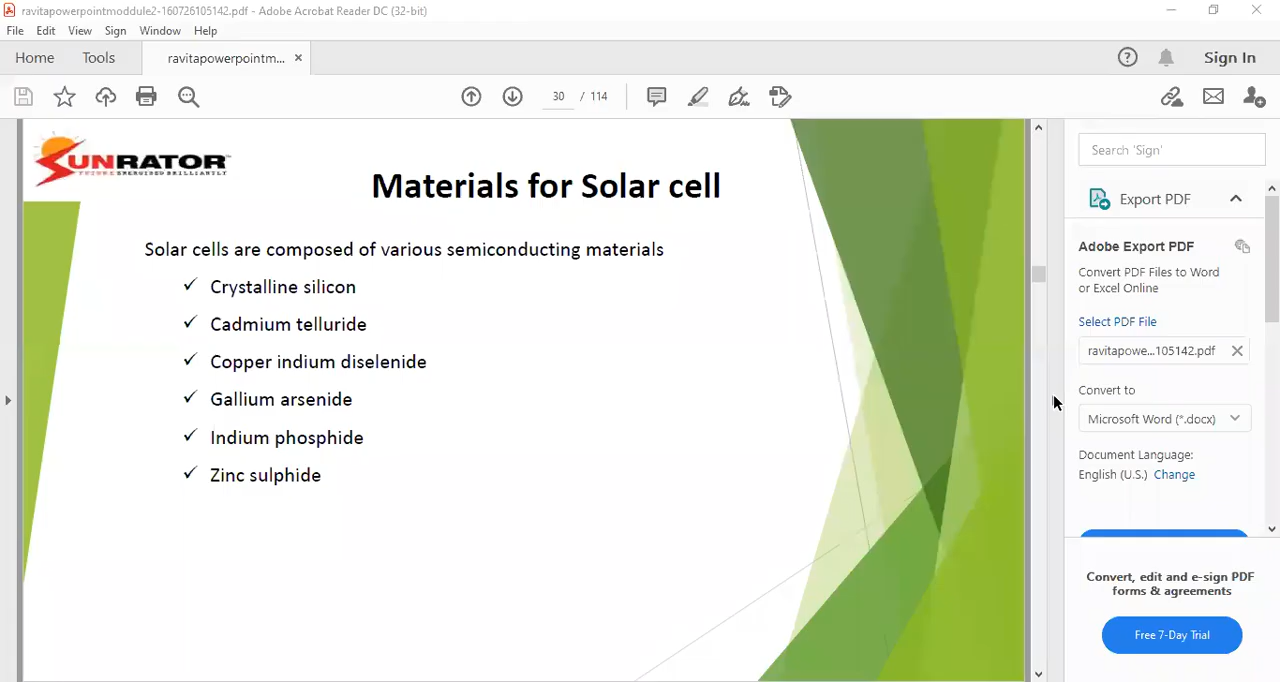 ravitapowerpointmoddule2-160726105142.pdf - Adobe Acrobat Reader DC (32-bit)
File Edit View Sign Window Help
Home Tools ravitapowerpointm... Sign In
30 / 114
SUNRATOR
FUTURE ENERGISED BRILLIANTLY
Materials for Solar cell
Solar cells are composed of various semiconducting materials
✓ Crystalline silicon
✓ Cadmium telluride
✓ Copper indium diselenide
✓ Gallium arsenide
✓ Indium phosphide
✓ Zinc sulphide
Search 'Sign'
Export PDF
Adobe Export PDF
Convert PDF Files to Word
or Excel Online
Select PDF File
ravitapowe...105142.pdf
Convert to
Microsoft Word (*.docx)
Document Language:
English (U.S.) Change
Convert, edit and e-sign PDF
forms & agreements
Free 7-Day Trial